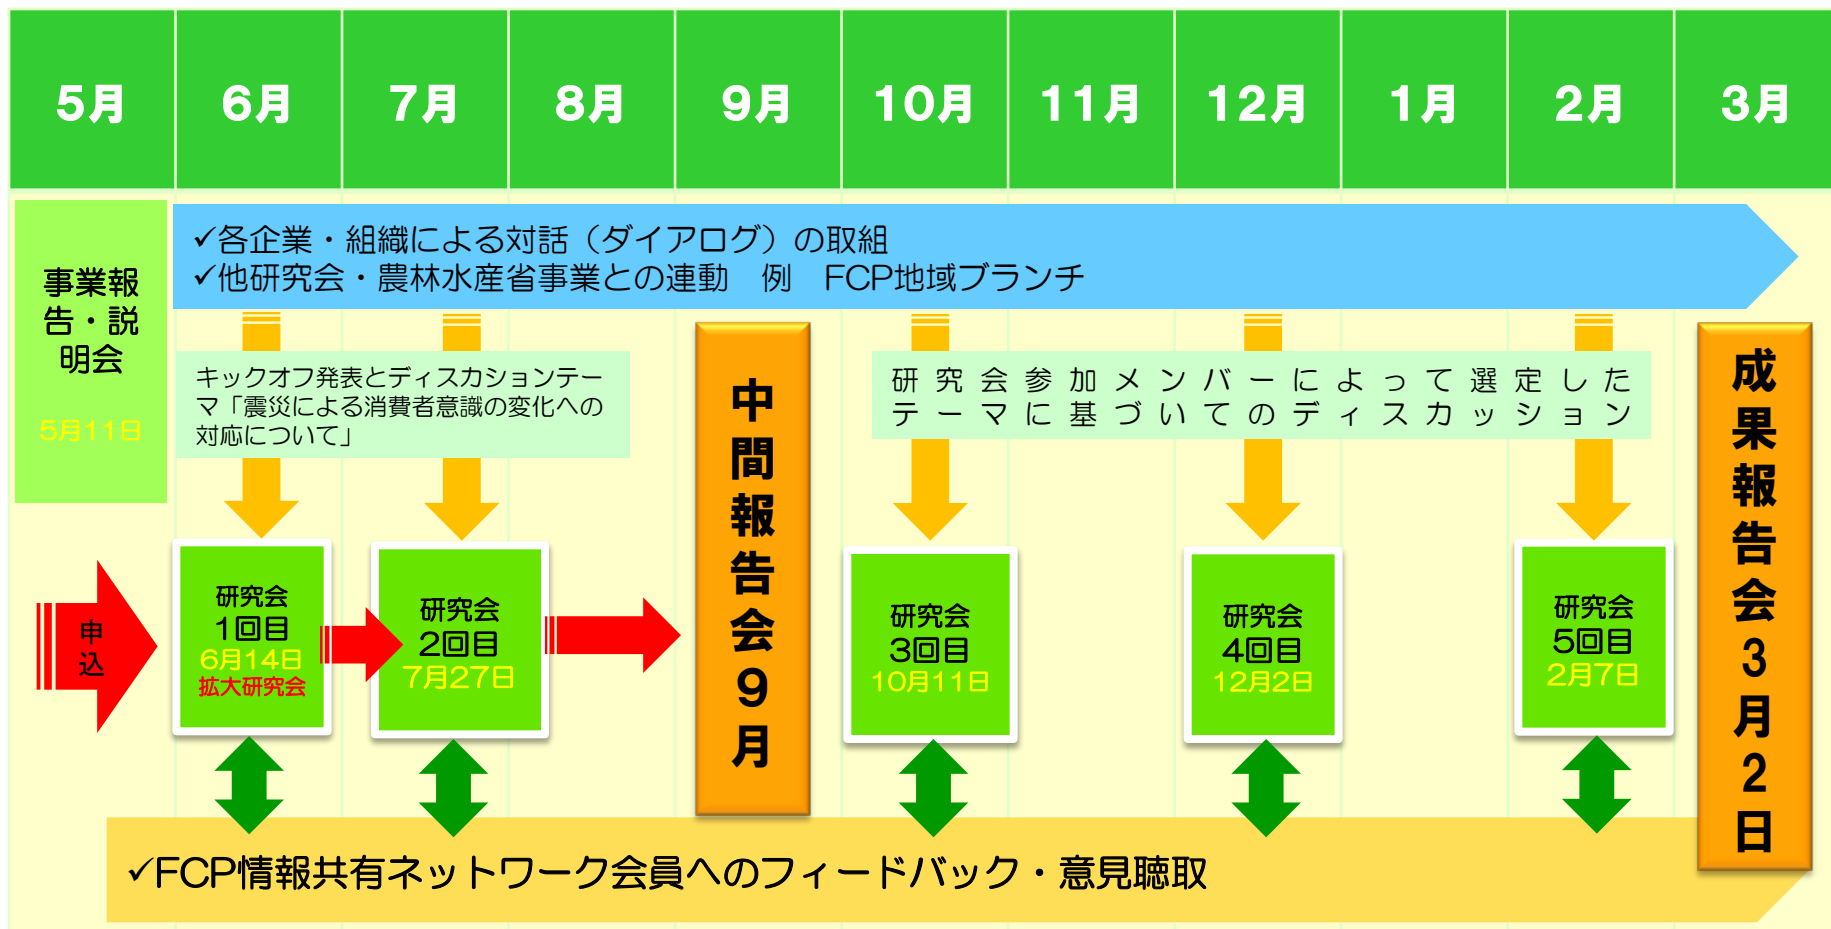 5月 6月 7月 8月 9月 10月 11月 12月 1月 2月 3月
✓各企業・組織による対話（ダイアログ）の取組
✓他研究会・農林水産省事業との連動　例　FCP地域ブランチ
事業報
告・説
明会
5月11日
キックオフ発表とディスカションテー
マ「震災による消費者意識の変化への
対応について」
中間報告会9月
研究会参加メンバーによって選定した
テーマに基づいてのディスカッション
成果報告会3月2日
申
込
研究会
1回目
6月14日
拡大研究会
研究会
2回目
7月27日
研究会
3回目
10月11日
研究会
4回目
12月2日
研究会
5回目
2月7日
✓FCP情報共有ネットワーク会員へのフィードバック・意見聴取